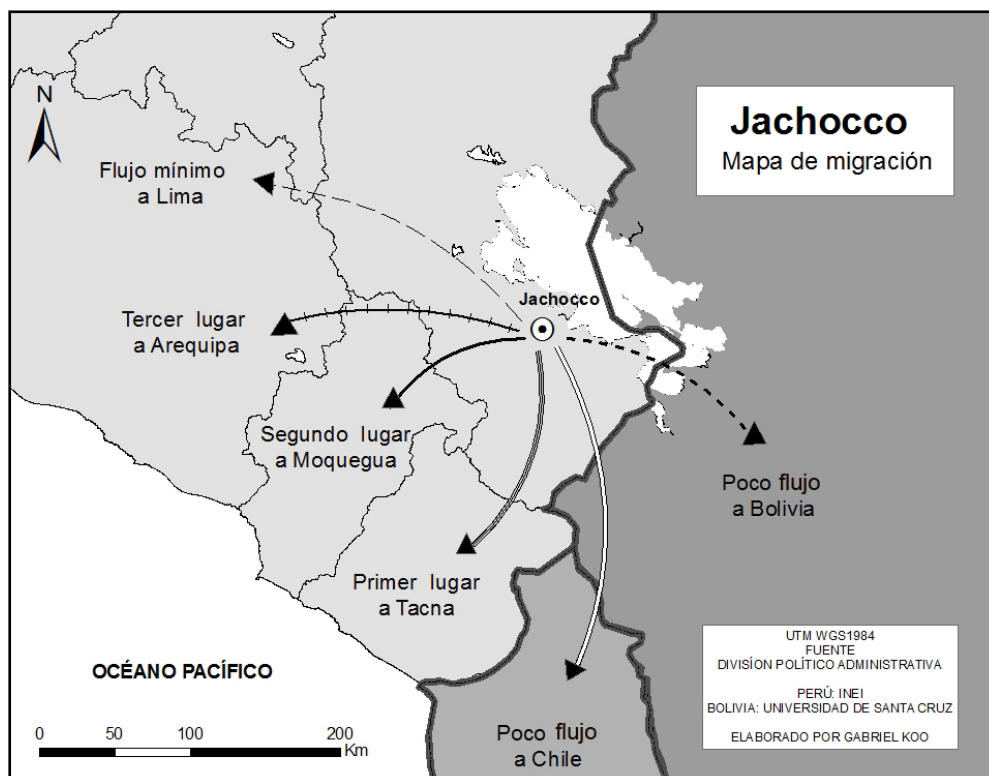 Jachocco
Mapa de migración
N
Flujo mínimo
a Lima
Jachocco
Tercer lugar
a Arequipa
Segundo lugar
a Moquegua
Poco flujo
a Bolivia
Primer lugar
a Tacna
OCÉANO PACÍFICO
Poco flujo
a Chile
0 50 100 200
Km
UTM WGS1984
FUENTE
DIVISÍON POLÍTICO ADMINISTRATIVA
PERÚ: INEI
BOLIVIA: UNIVERSIDAD DE SANTA CRUZ
ELABORADO POR GABRIEL KOO